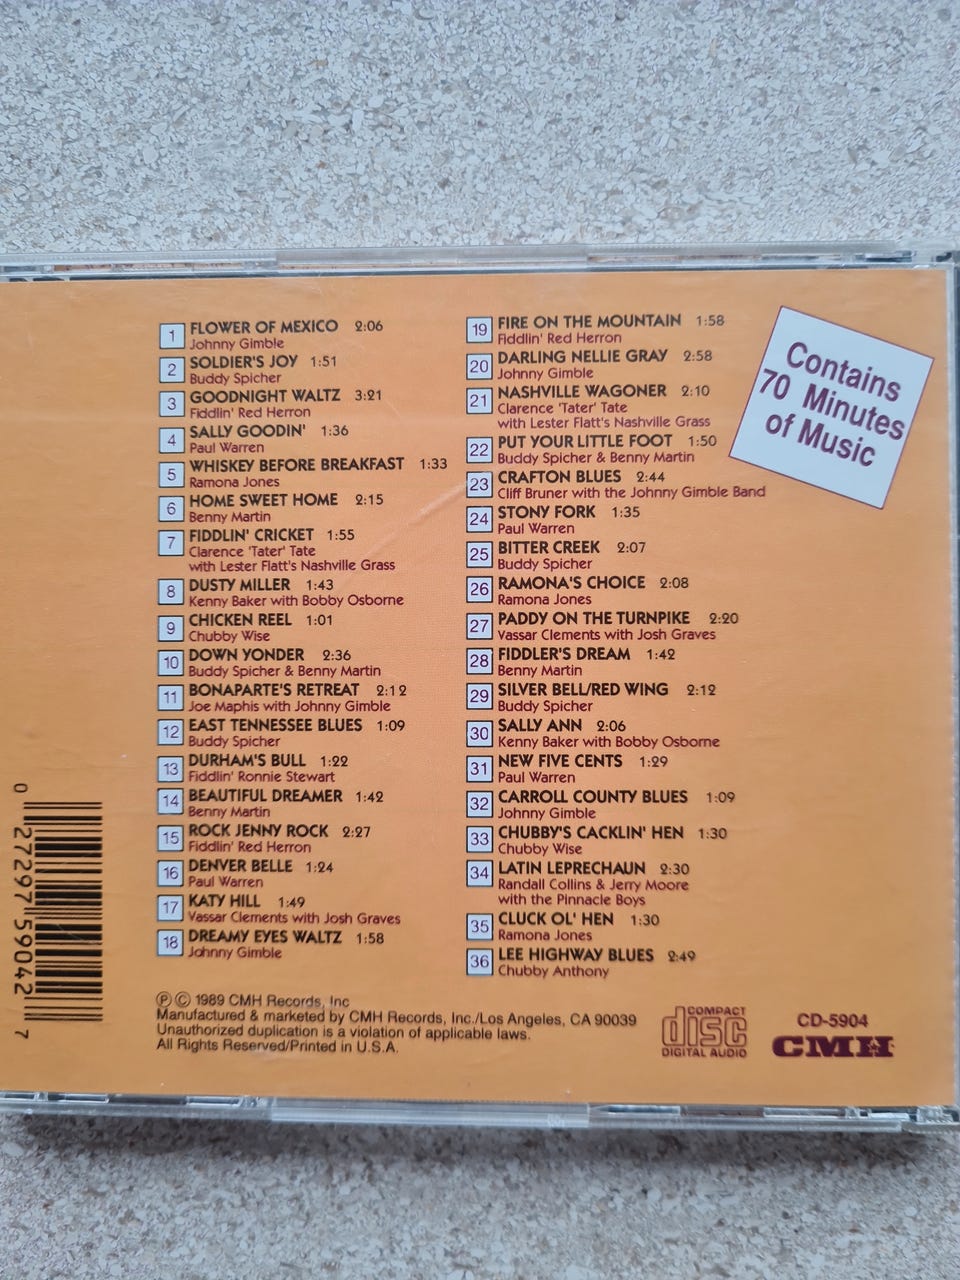 1 FLOWER OF MEXICO 2:06
Johnny Gimble
2 SOLDIER'S JOY 1:51
Buddy Spicher
3 GOODNIGHT WALTZ 3:21
Fiddlin' Red Herron
4 SALLY GOODIN' 1:36
Paul Warren
5 WHISKEY BEFORE BREAKFAST 1:33
Ramona Jones
6 HOME SWEET HOME 2:15
Benny Martin
7 FIDDLIN' CRICKET 1:55
Clarence 'Tater' Tate
with Lester Flatt's Nashville Grass
8 DUSTY MILLER 1:43
Kenny Baker with Bobby Osborne
9 CHICKEN REEL 1:01
Chubby Wise
10 DOWN YONDER 2:36
Buddy Spicher & Benny Martin
11 BONAPARTE'S RETREAT 2:12
Joe Maphis with Johnny Gimble
12 EAST TENNESSEE BLUES 1:09
Buddy Spicher
13 DURHAM'S BULL 1:22
Fiddlin' Ronnie Stewart
14 BEAUTIFUL DREAMER 1:42
Benny Martin
15 ROCK JENNY ROCK 2:27
Fiddlin' Red Herron
16 DENVER BELLE 1:24
Paul Warren
17 KATY HILL 1:49
Vassar Clements with Josh Graves
18 DREAMY EYES WALTZ 1:58
Johnny Gimble
19 FIRE ON THE MOUNTAIN 1:58
Fiddlin' Red Herron
20 DARLING NELLIE GRAY 2:58
Johnny Gimble
21 NASHVILLE WAGONER 2:10
Clarence 'Tater' Tate
with Lester Flatt's Nashville Grass
22 PUT YOUR LITTLE FOOT 1:50
Buddy Spicher & Benny Martin
23 CRAFTON BLUES 2:44
Cliff Bruner with the Johnny Gimble Band
24 STONY FORK 1:35
Paul Warren
25 BITTER CREEK 2:07
Buddy Spicher
26 RAMONA'S CHOICE 2:08
Ramona Jones
27 PADDY ON THE TURNPIKE 2:20
Vassar Clements with Josh Graves
28 FIDDLER'S DREAM 1:42
Benny Martin
29 SILVER BELL/RED WING 2:12
Buddy Spicher
30 SALLY ANN 2:06
Kenny Baker with Bobby Osborne
31 NEW FIVE CENTS 1:29
Paul Warren
32 CARROLL COUNTY BLUES 1:09
Johnny Gimble
33 CHUBBY'S CACKLIN' HEN 1:30
Chubby Wise
34 LATIN LEPRECHAUN 2:30
Randall Collins & Jerry Moore
with the Pinnacle Boys
35 CLUCK OL' HEN 1:30
Ramona Jones
36 LEE HIGHWAY BLUES 2:49
Chubby Anthony
Contains
70 Minutes
of Music
0 27297 59042 7
℗ © 1989 CMH Records, Inc
Manufactured & marketed by CMH Records, Inc./Los Angeles, CA 90039
Unauthorized duplication is a violation of applicable laws.
All Rights Reserved/Printed in U.S.A.
COMPACT
disc
DIGITAL AUDIO
CD-5904
CMH